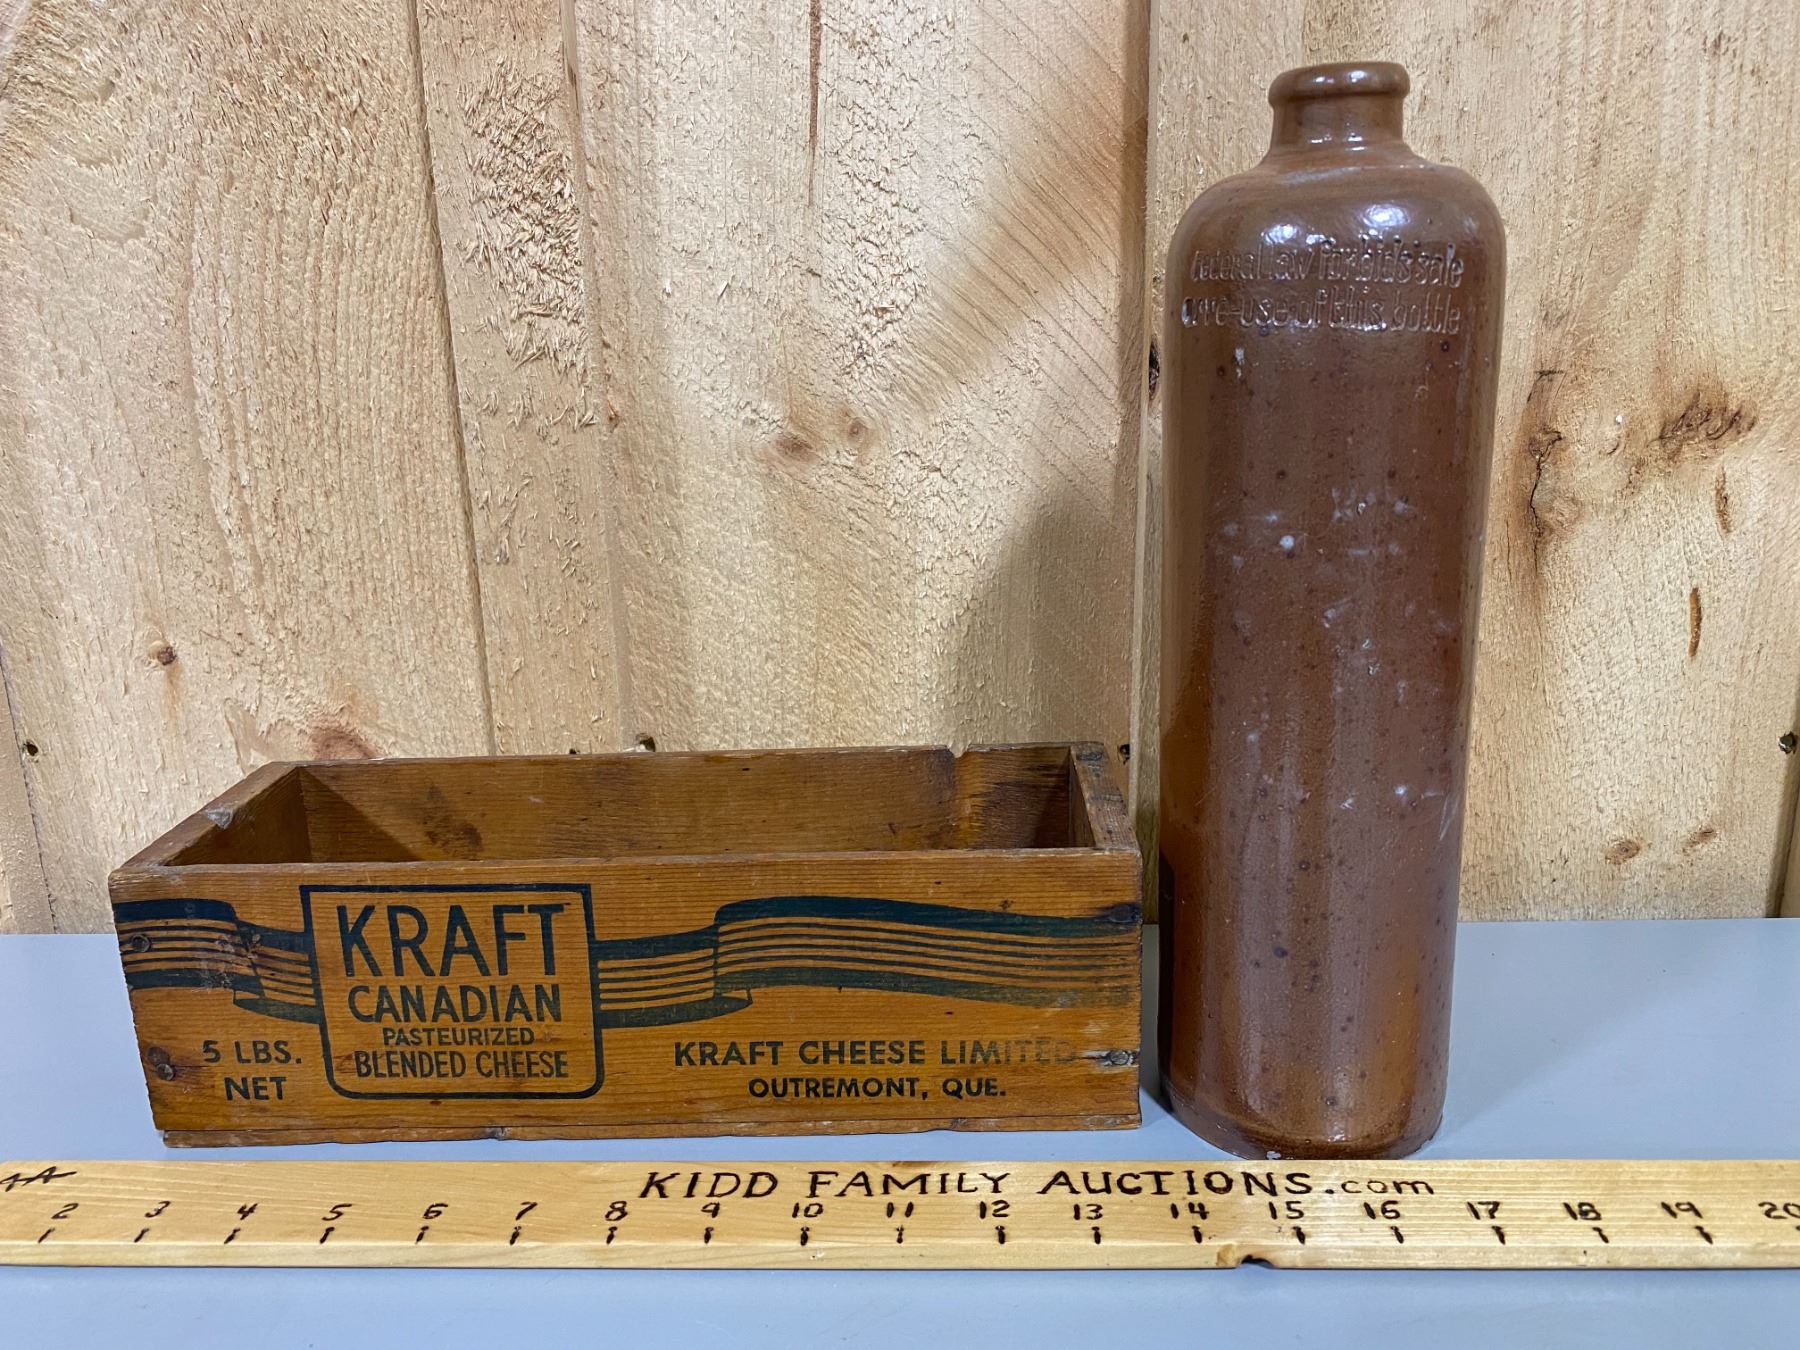 Federal Law forbids sale
or re-use of this bottle
KRAFT
CANADIAN
PASTEURIZED
BLENDED CHEESE
5 LBS.
NET
KRAFT CHEESE LIMITED
OUTREMONT, QUE.
KIDD FAMILY AUCTIONS.com
2 3 4 5 6 7 8 9 10 11 12 13 14 15 16 17 18 19 20